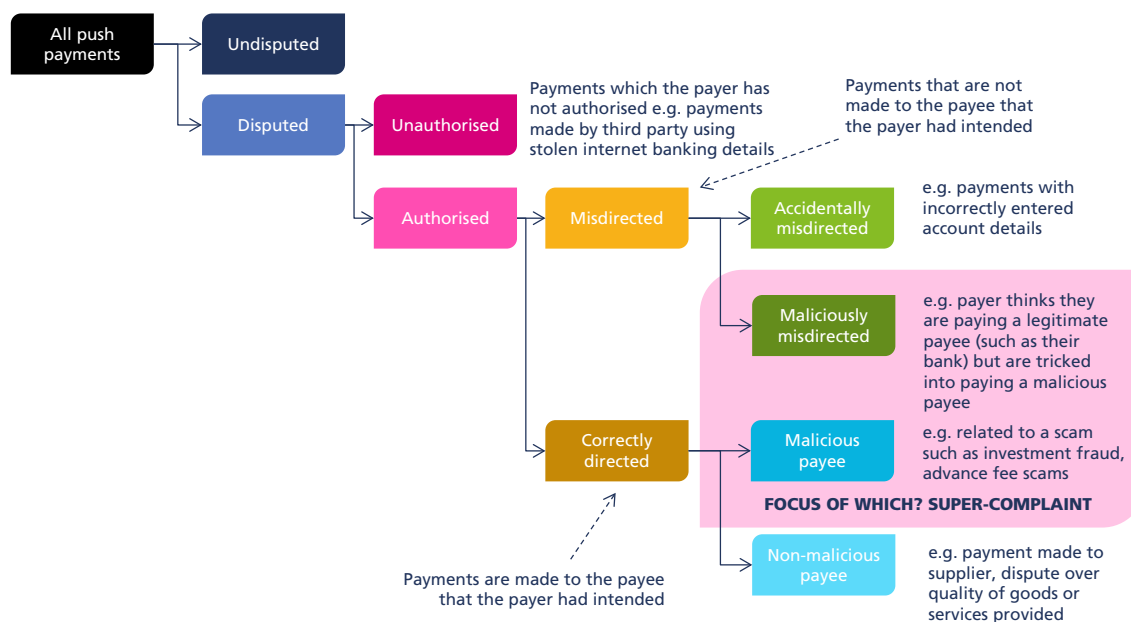 All push
payments
Undisputed
Disputed
Unauthorised
Payments which the payer has
not authorised e.g. payments
made by third party using
stolen internet banking details
Payments that are not
made to the payee that
the payer had intended
Authorised
Misdirected
Accidentally
misdirected
e.g. payments with
incorrectly entered
account details
Maliciously
misdirected
e.g. payer thinks they
are paying a legitimate
payee (such as their
bank) but are tricked
into paying a malicious
payee
Correctly
directed
Malicious
payee
e.g. related to a scam
such as investment fraud,
advance fee scams
FOCUS OF WHICH? SUPER-COMPLAINT
Payments are made to the payee
that the payer had intended
Non-malicious
payee
e.g. payment made to
supplier, dispute over
quality of goods or
services provided